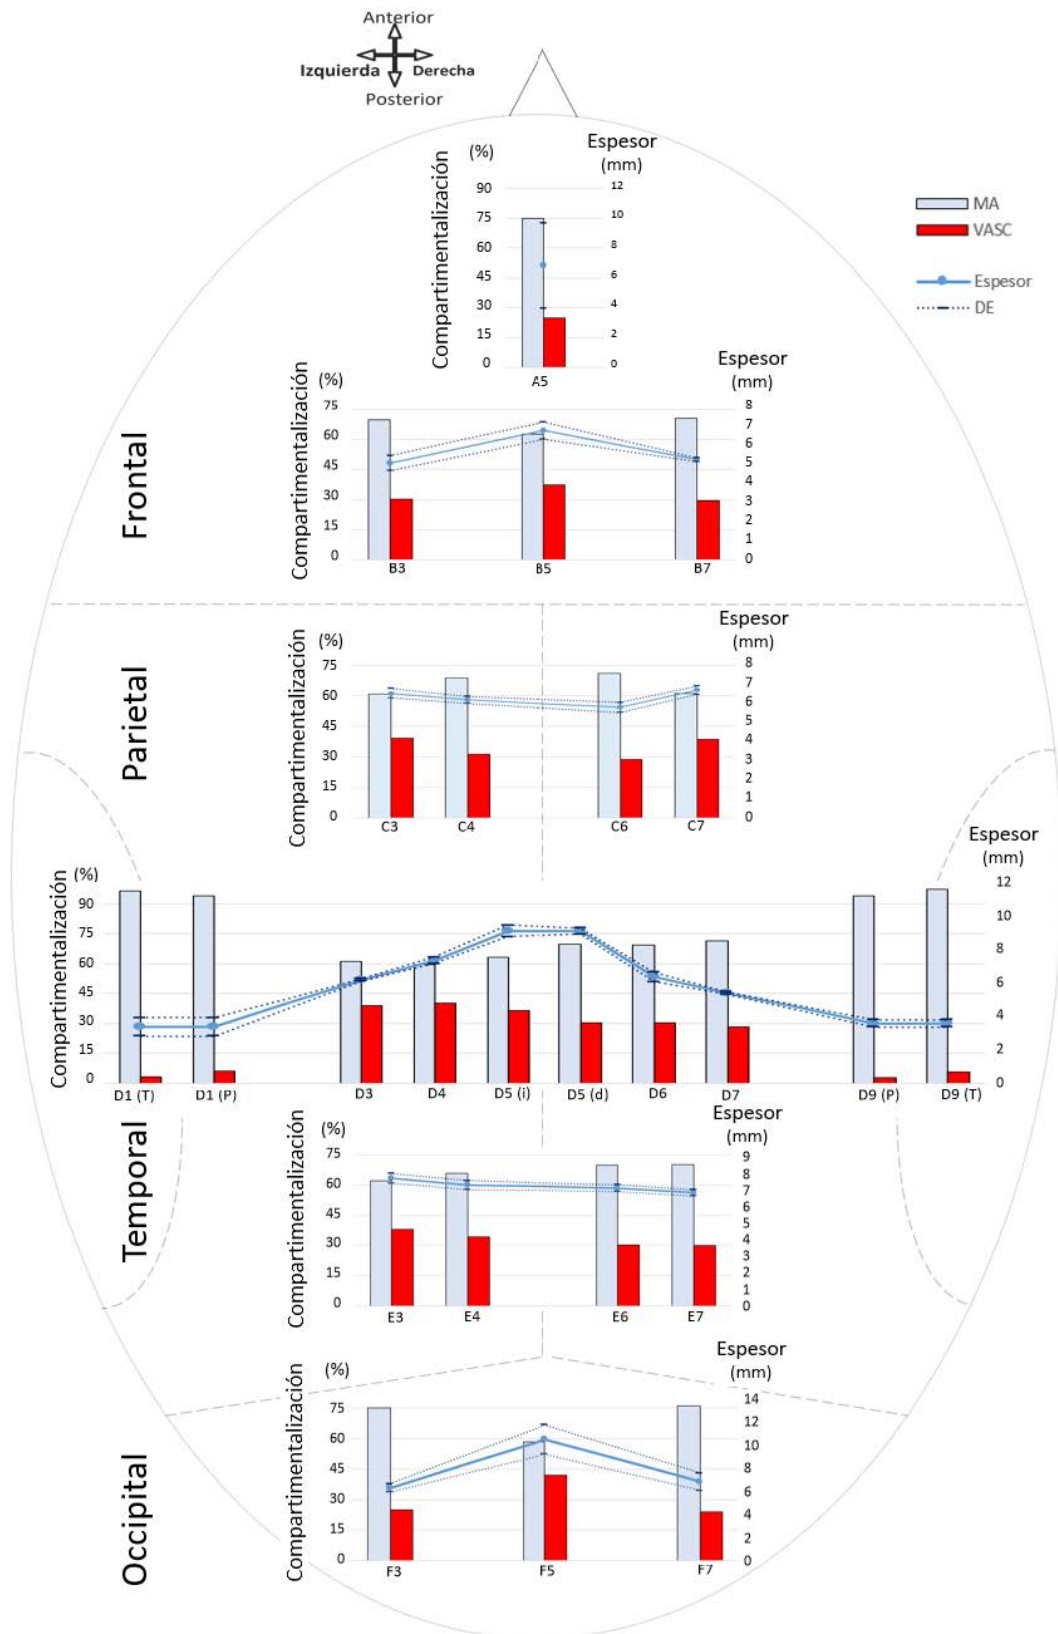 Anterior
Izquierda Derecha
Posterior
Compartimentalización (%)
Espesor
(mm)
90
75
60
45
30
15
0
12
10
8
6
4
2
0
A5
MA
VASC
Espesor
DE
Frontal
Compartimentalización (%)
Espesor
(mm)
75
60
45
30
15
0
8
7
6
5
4
3
2
1
0
B3 B5 B7
Parietal
Compartimentalización (%)
Espesor
(mm)
75
60
45
30
15
0
8
7
6
5
4
3
2
1
0
C3 C4 C6 C7
Compartimentalización (%)
Espesor
(mm)
90
75
60
45
30
15
0
12
10
8
6
4
2
0
D1 (T) D1 (P) D3 D4 D5 (i) D5 (d) D6 D7 D9 (P) D9 (T)
Temporal
Compartimentalización (%)
Espesor
(mm)
75
60
45
30
15
0
9
8
7
6
5
4
3
2
1
0
E3 E4 E6 E7
Occipital
Compartimentalización (%)
Espesor
(mm)
75
60
45
30
15
0
14
12
10
8
6
4
2
0
F3 F5 F7